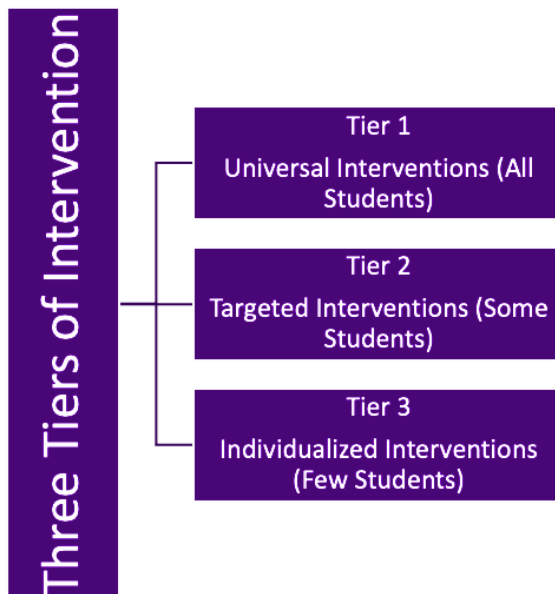 Three Tiers of Intervention
Tier 1
Universal Interventions (All
Students)
Tier 2
Targeted Interventions (Some
Students)
Tier 3
Individualized Interventions
(Few Students)